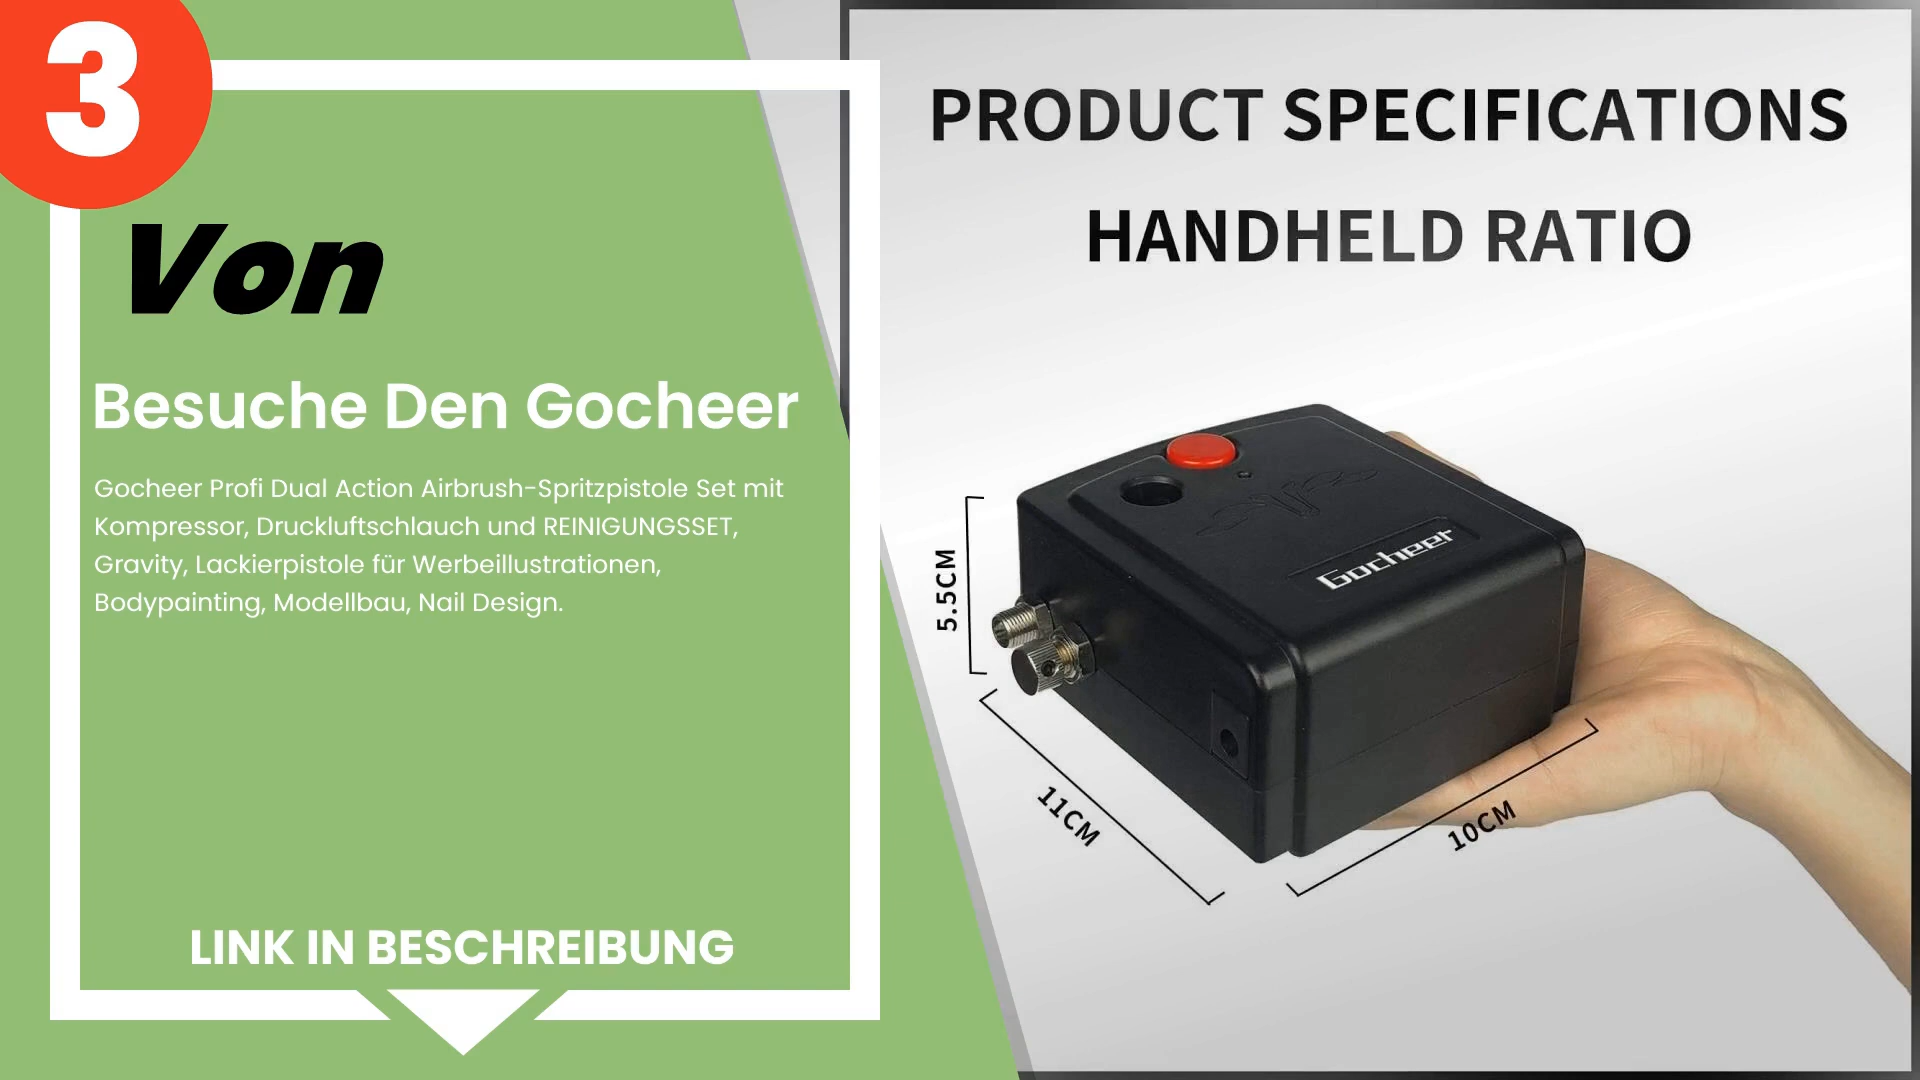 3
Von
Besuche Den Gocheer
Gocheer Profi Dual Action Airbrush-Spritzpistole Set mit
Kompressor, Druckluftschlauch und REINIGUNGSSET,
Gravity, Lackierpistole für Werbeillustrationen,
Bodypainting, Modellbau, Nail Design.
LINK IN BESCHREIBUNG
PRODUCT SPECIFICATIONS
HANDHELD RATIO
Gocheer
5.5CM
11CM
10CM